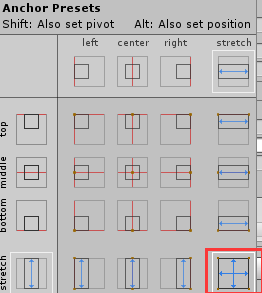 Anchor Presets
Shift: Also set pivot Alt: Also set position
left center right stretch
top
middle
bottom
stretch